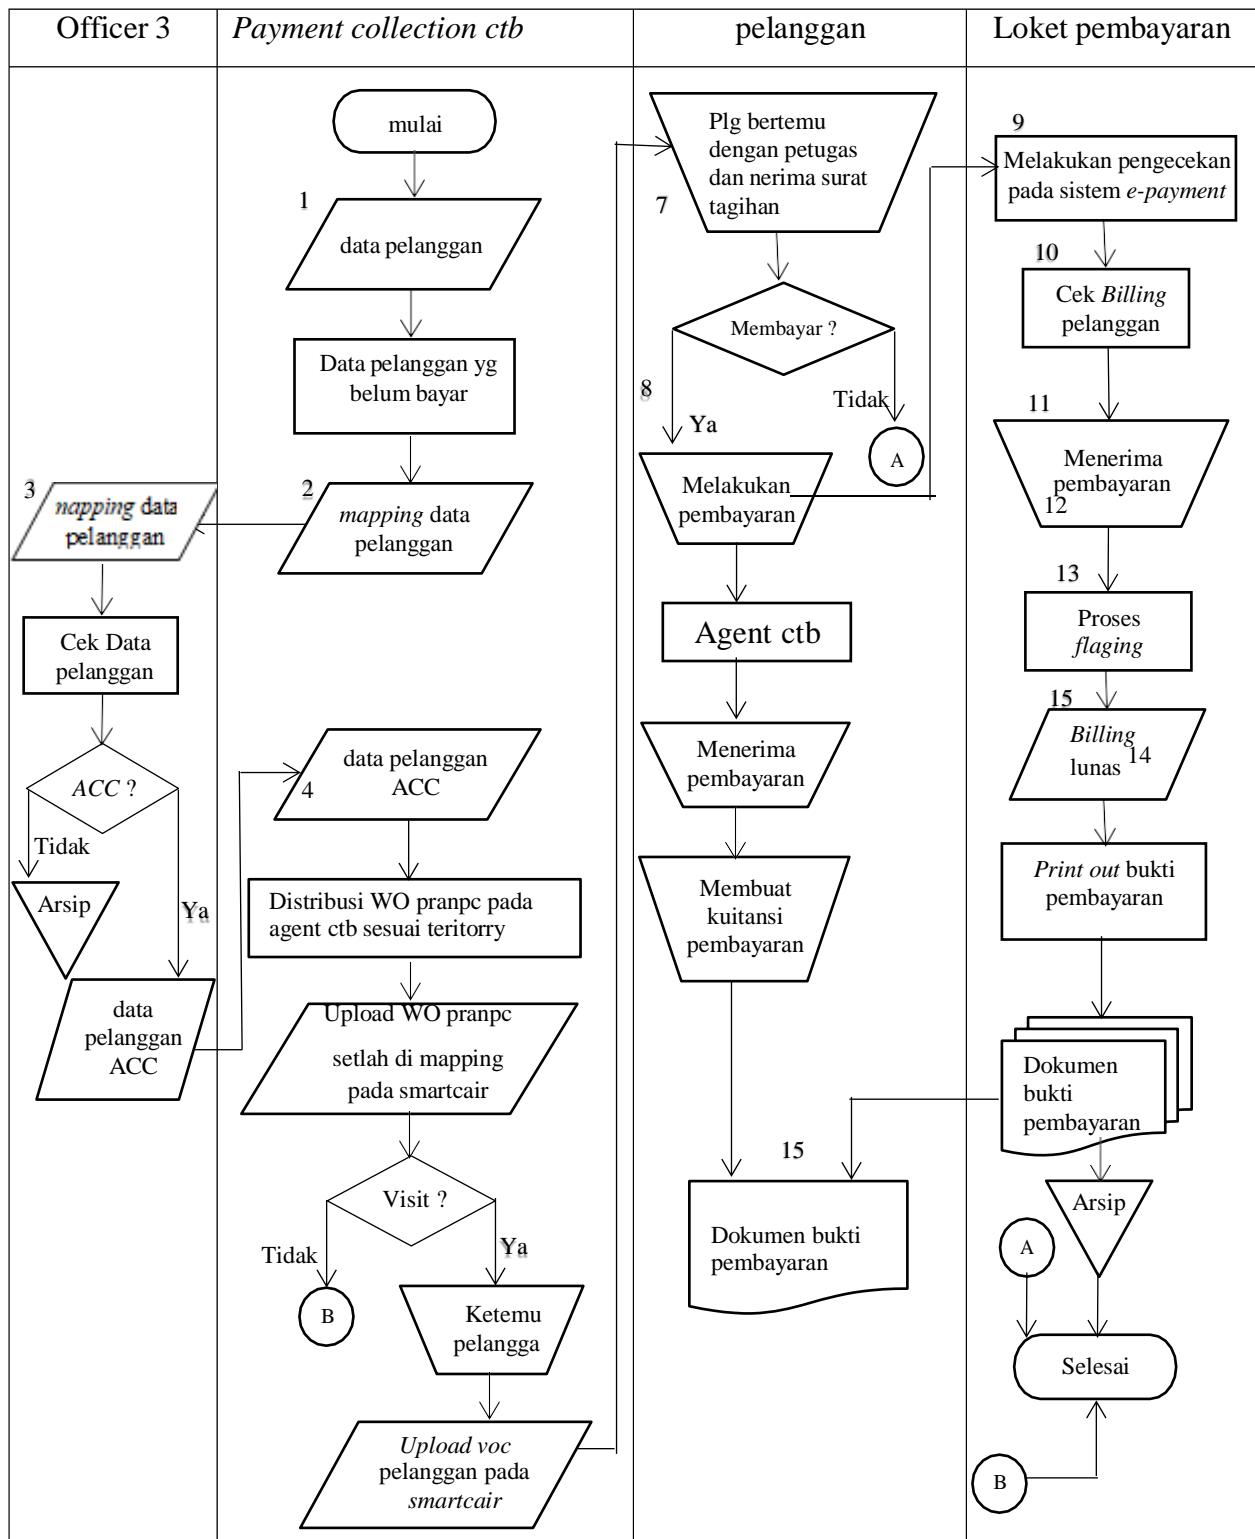 Officer 3
Payment collection ctb
pelanggan
Loket pembayaran
3
napping data
pelanggan
Cek Data
pelanggan
ACC ?
Tidak
Arsip
Ya
data
pelanggan
ACC
mulai
1
data pelanggan
Data pelanggan yg
belum bayar
2
mapping data
pelanggan
data pelanggan
ACC
4
Distribusi WO pranpc pada
agent ctb sesuai teritorry
Upload WO pranpc
setlah di mapping
pada smartcair
Visit ?
Tidak
Ya
B
Ketemu
pelangga
Upload voc
pelanggan pada
smartcair
Plg bertemu
dengan petugas
dan nerima surat
tagihan
7
Membayar ?
8
Ya
Tidak
A
Melakukan
pembayaran
Agent ctb
Menerima
pembayaran
Membuat
kuitansi
pembayaran
15
Dokumen bukti
pembayaran
9
Melakukan pengecekan
pada sistem e-payment
10
Cek Billing
pelanggan
11
Menerima
pembayaran
12
13
Proses
flaging
15
Billing
lunas 14
Print out bukti
pembayaran
Dokumen
bukti
pembayaran
Arsip
A
Selesai
B